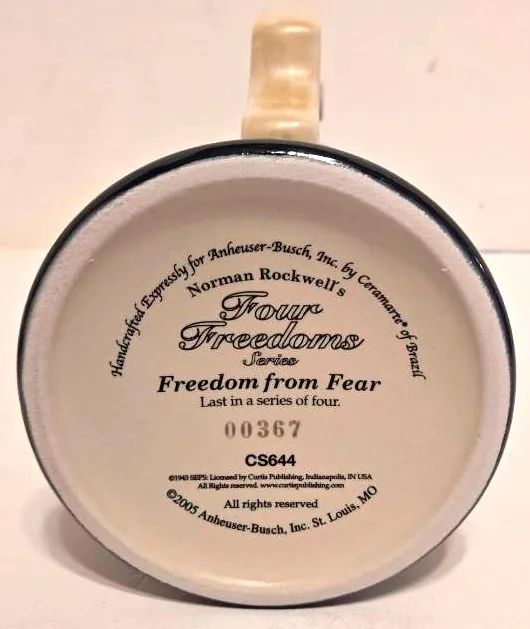 Handcrafted Expressly for Anheuser-Busch, Inc. by Ceramarte® of Brazil
Norman Rockwell's
Four
Freedoms
Series
Freedom from Fear
Last in a series of four.
00367
CS644
©1943 SEPS: Licensed by Curtis Publishing, Indianapolis, IN USA
All Rights reserved. www.curtispublishing.com
All rights reserved
©2005 Anheuser-Busch, Inc. St. Louis, MO